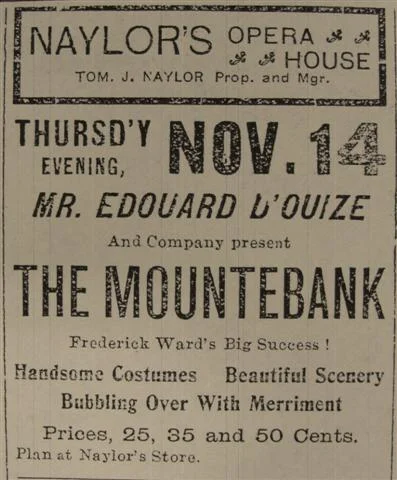 NAYLOR'S OPERA HOUSE
TOM. J. NAYLOR Prop. and Mgr.
THURSD'Y EVENING, NOV. 14
MR. EDOUARD D'OUIZE
And Company present
THE MOUNTEBANK
Frederick Ward's Big Success !
Handsome Costumes Beautiful Scenery
Bubbling Over With Merriment
Prices, 25, 35 and 50 Cents.
Plan at Naylor's Store.